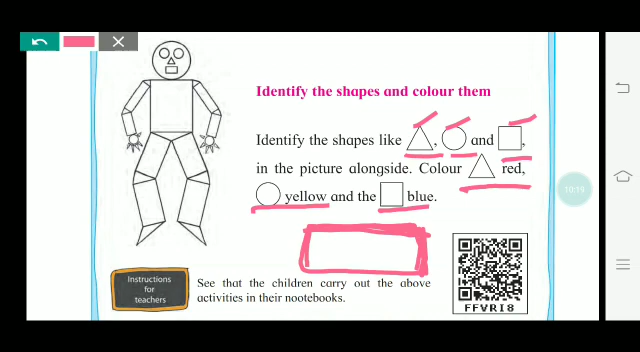 Identify the shapes and colour them
Identify the shapes like , and ,
in the picture alongside. Colour red,
yellow and the blue.
10:19
Instructions
for
teachers
See that the children carry out the above
activities in their nootebooks.
FFVRI8